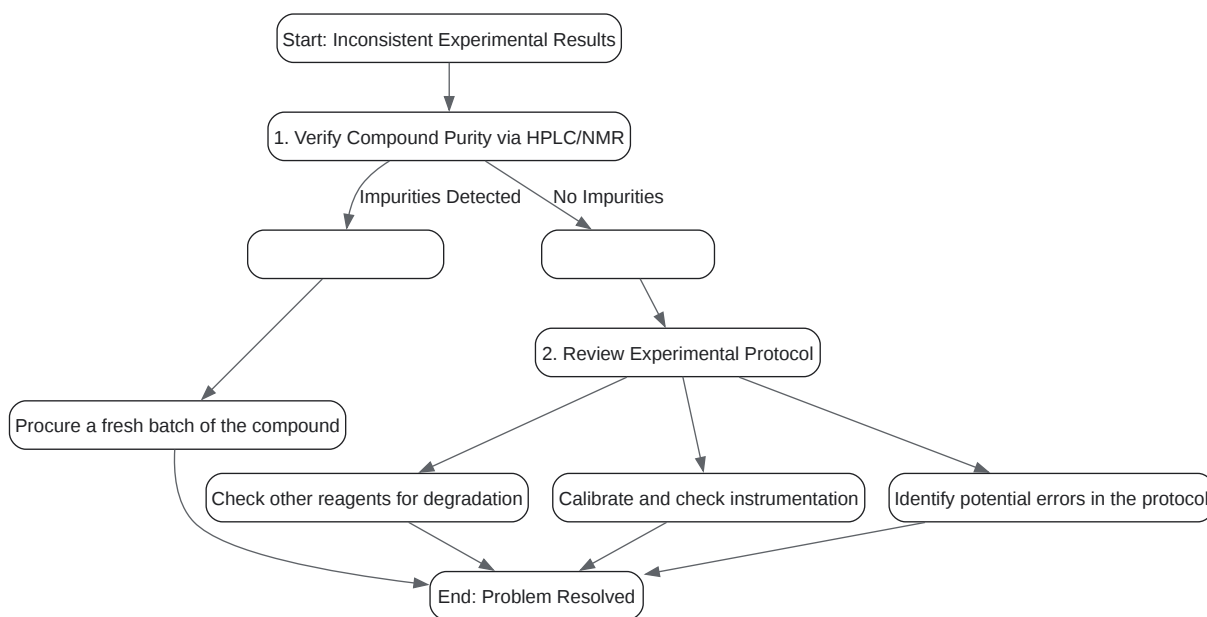 Start: Inconsistent Experimental Results
1. Verify Compound Purity via HPLC/NMR
Impurities Detected
No Impurities
2. Review Experimental Protocol
Procure a fresh batch of the compound
Check other reagents for degradation
Calibrate and check instrumentation
Identify potential errors in the protocol
End: Problem Resolved